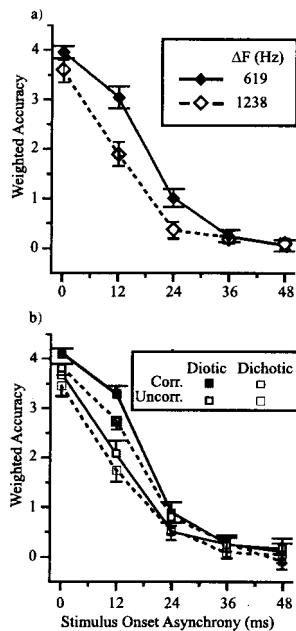 a)
ΔF (Hz)
619
1238
Weighted Accuracy
4
3
2
1
0
0 12 24 36 48
b)
Diotic Dichotic
Corr.
Uncorr.
Weighted Accuracy
4
3
2
1
0
0 12 24 36 48
Stimulus Onset Asynchrony (ms)